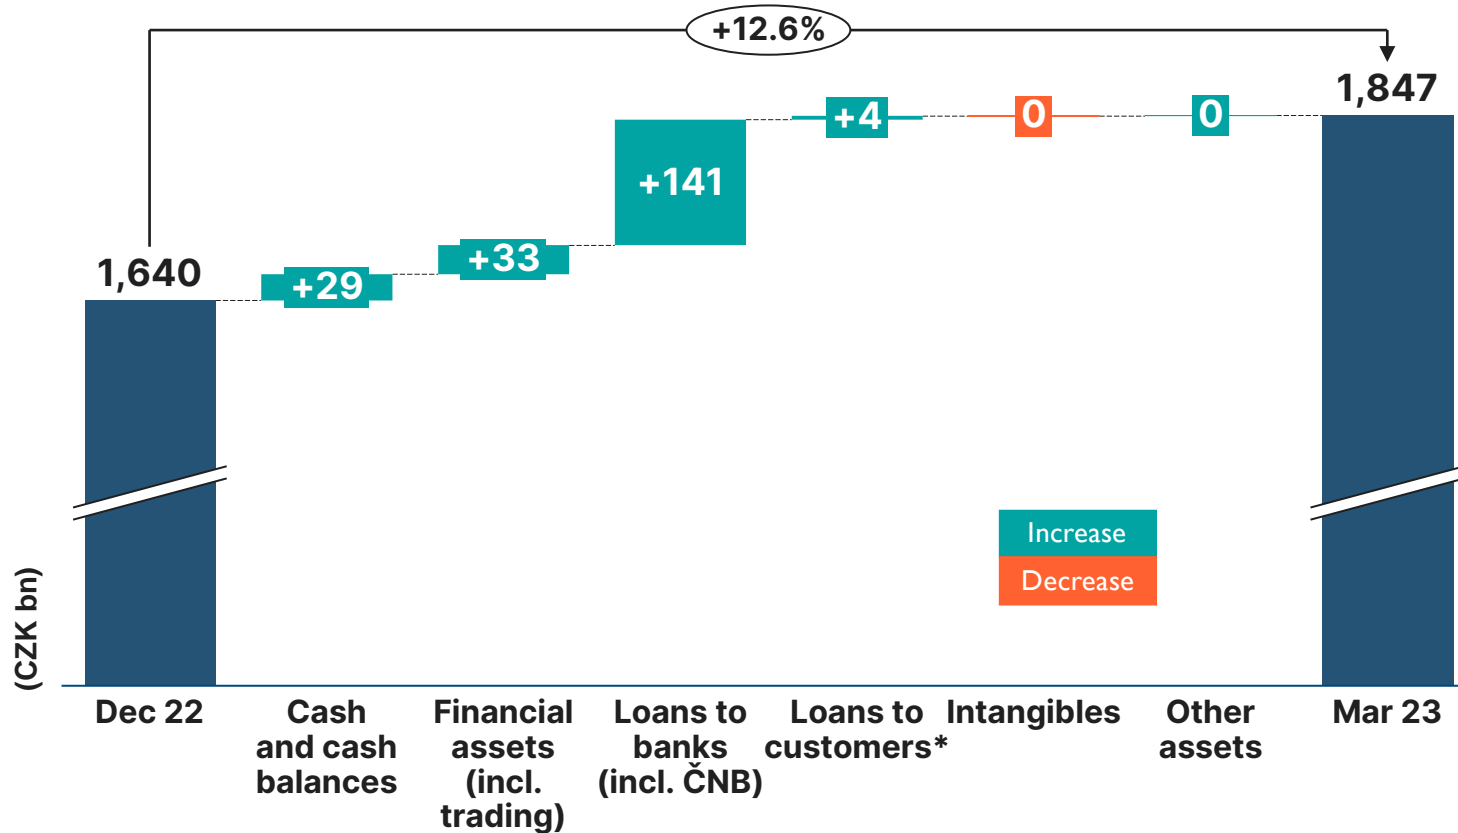 +12.6%
1,847
1,640
+29
+33
+141
+4
0
0
Increase
Decrease
(CZK bn)
Dec 22
Cash
and cash
balances
Financial
assets
(incl.
trading)
Loans to
banks
(incl. ČNB)
Loans to
customers*
Intangibles
Other
assets
Mar 23